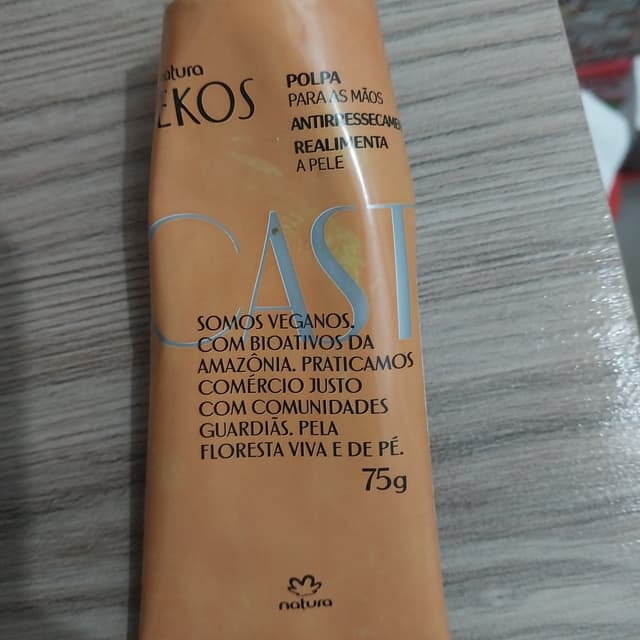 natura
EKOS
POLPA
PARA AS MÃOS
ANTIRRESSECAMEN
REALIMENTA
A PELE
CAST
SOMOS VEGANOS.
COM BIOATIVOS DA
AMAZÔNIA. PRATICAMOS
COMÉRCIO JUSTO
COM COMUNIDADES
GUARDIÃS. PELA
FLORESTA VIVA E DE PÉ.
75g
natura